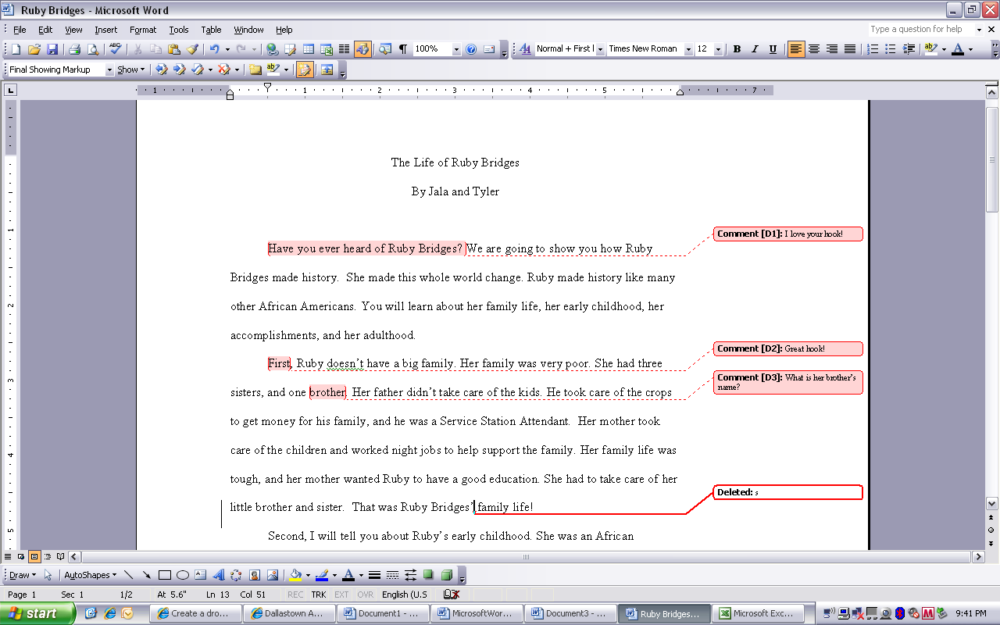 Ruby Bridges - Microsoft Word
File Edit View Insert Format Tools Table Window Help Type a question for help
100% Normal + First l Times New Roman 12 B I U
Final Showing Markup Show
1 1 2 3 4 5 7
The Life of Ruby Bridges
By Jala and Tyler
Have you ever heard of Ruby Bridges? We are going to show you how Ruby
Comment [D1]: I love your hook!
Bridges made history. She made this whole world change. Ruby made history like many
other African Americans. You will learn about her family life, her early childhood, her
accomplishments, and her adulthood.
First, Ruby doesn't have a big family. Her family was very poor. She had three
Comment [D2]: Great hook!
sisters, and one brother. Her father didn't take care of the kids. He took care of the crops
Comment [D3]: What is her brother's
name?
to get money for his family, and he was a Service Station Attendant. Her mother took
care of the children and worked night jobs to help support the family. Her family life was
tough, and her mother wanted Ruby to have a good education. She had to take care of her
little brother and sister. That was Ruby Bridges' family life!
Deleted: s
Second, I will tell you about Ruby's early childhood. She was an African
1
2
3
4
5
Draw AutoShapes
Page 1 Sec 1 1/2 At 5.6" Ln 13 Col 51 REC TRK EXT OVR English (U.S
start Create a dro... Dallastown A... Document1 - ... MicrosoftWor... Document3 - ... Ruby Bridges... Microsoft Exc... 9:41 PM